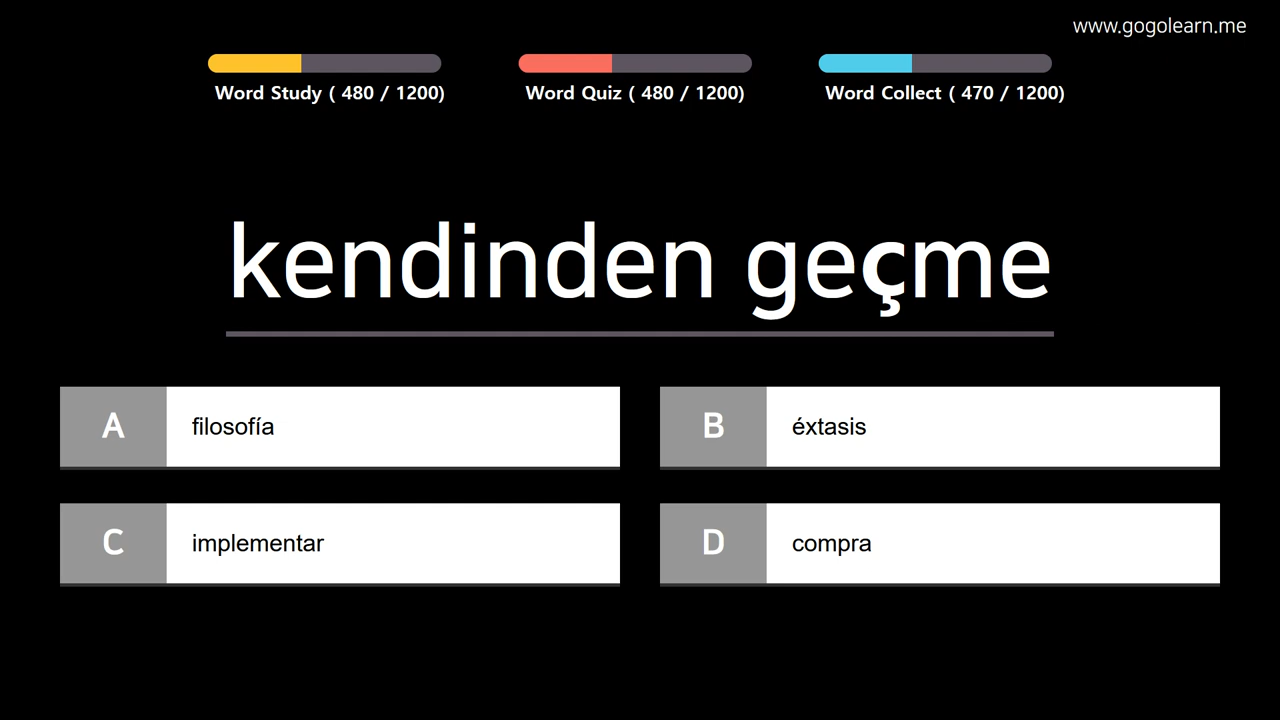 www.gogolearn.me
Word Study ( 480 / 1200)
Word Quiz ( 480 / 1200)
Word Collect ( 470 / 1200)
kendinden geçme
A filosofía
B éxtasis
C implementar
D compra